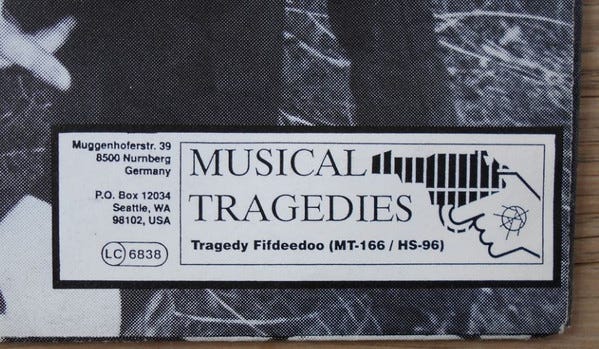 Muggenhoferstr. 39
8500 Nurnberg
Germany
P.O. Box 12034
Seattle, WA
98102, USA
LC 6838
MUSICAL
TRAGEDIES
Tragedy Fifdeedoo (MT-166 / HS-96)